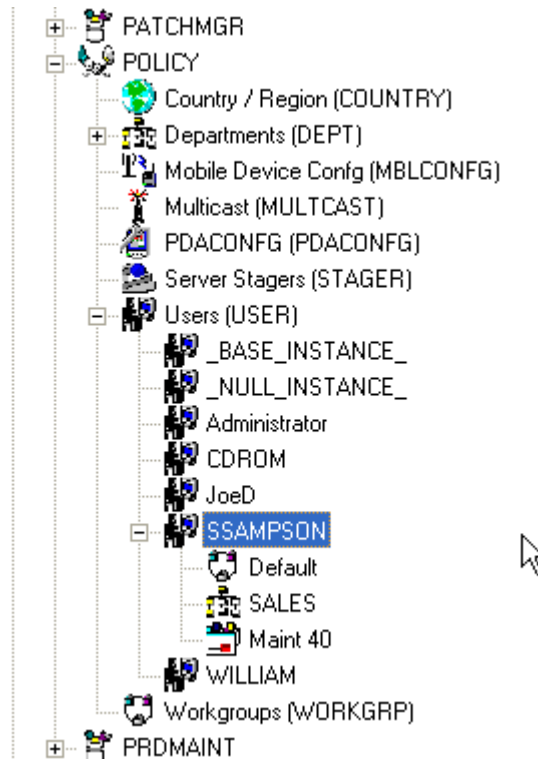 PATCHMGR
POLICY
Country / Region (COUNTRY)
Departments (DEPT)
Mobile Device Confg (MBLCONFG)
Multicast (MULTCAST)
PDACONFG (PDACONFG)
Server Stagers (STAGER)
Users (USER)
_BASE_INSTANCE_
_NULL_INSTANCE_
Administrator
CDROM
JoeD
SSAMPSON
Default
SALES
Maint 40
WILLIAM
Workgroups (WORKGRP)
PRDMAINT